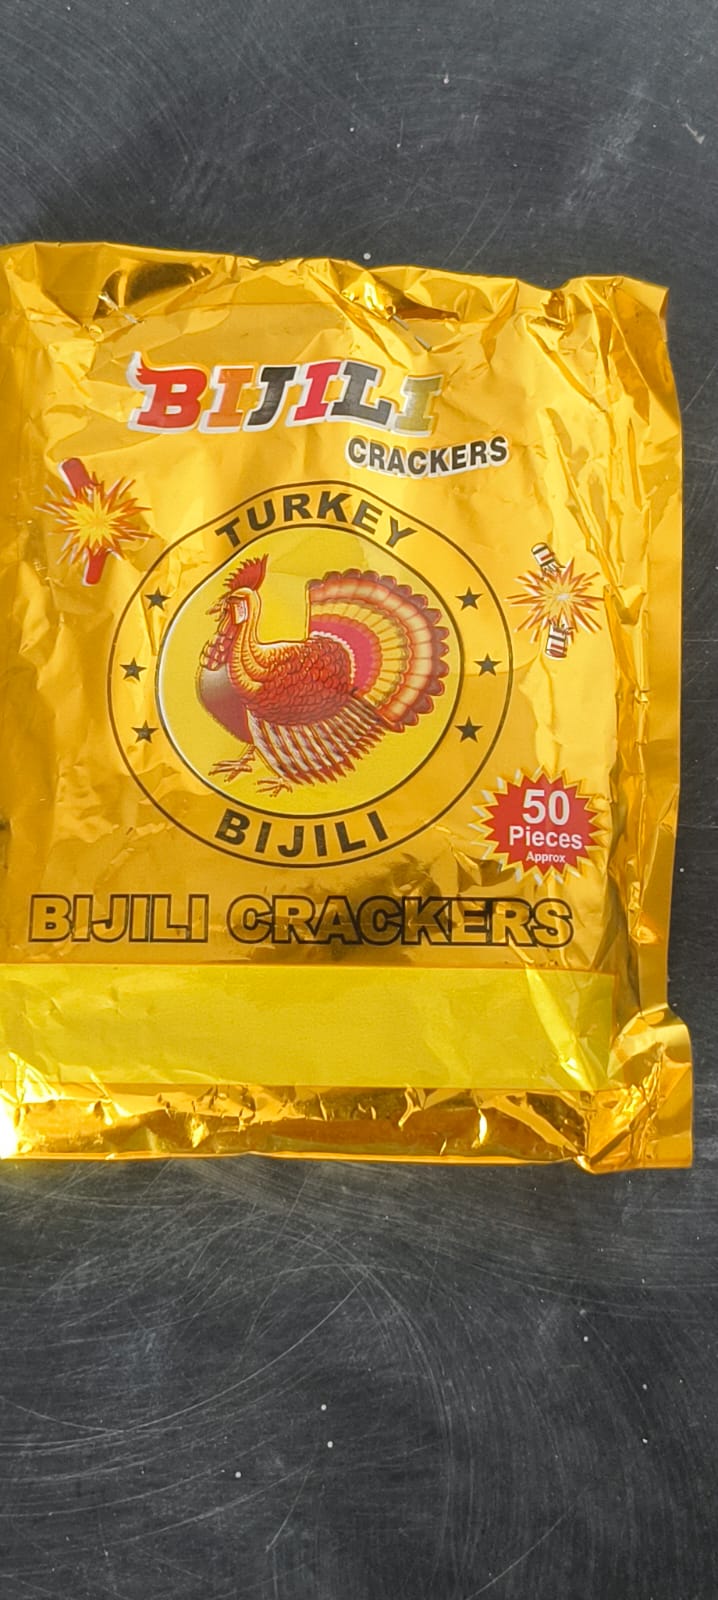 BIJILI
CRACKERS
TURKEY
BIJILI
50
Pieces
Approx
BIJILI CRACKERS